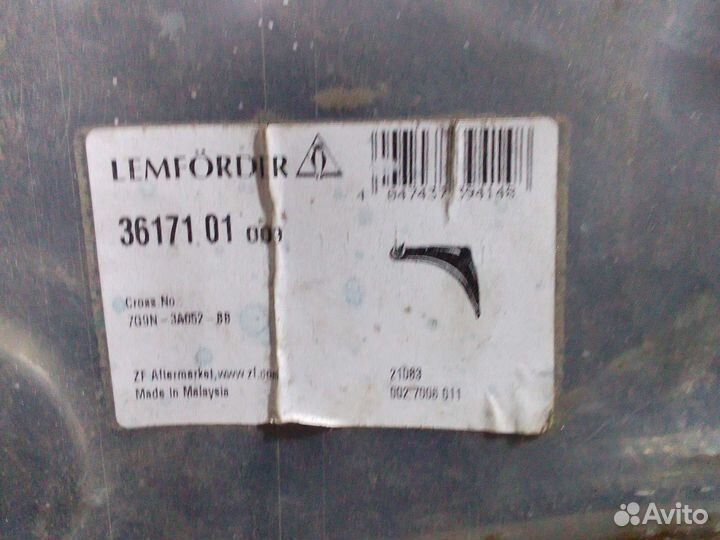 LEMFÖRDER
4 047437 394148
36171 01
Cross No
7G9N-3A052-BB
ZF Aftermarket,www.zf.com
Made in Malaysia
21083
002 7006 011
Avito